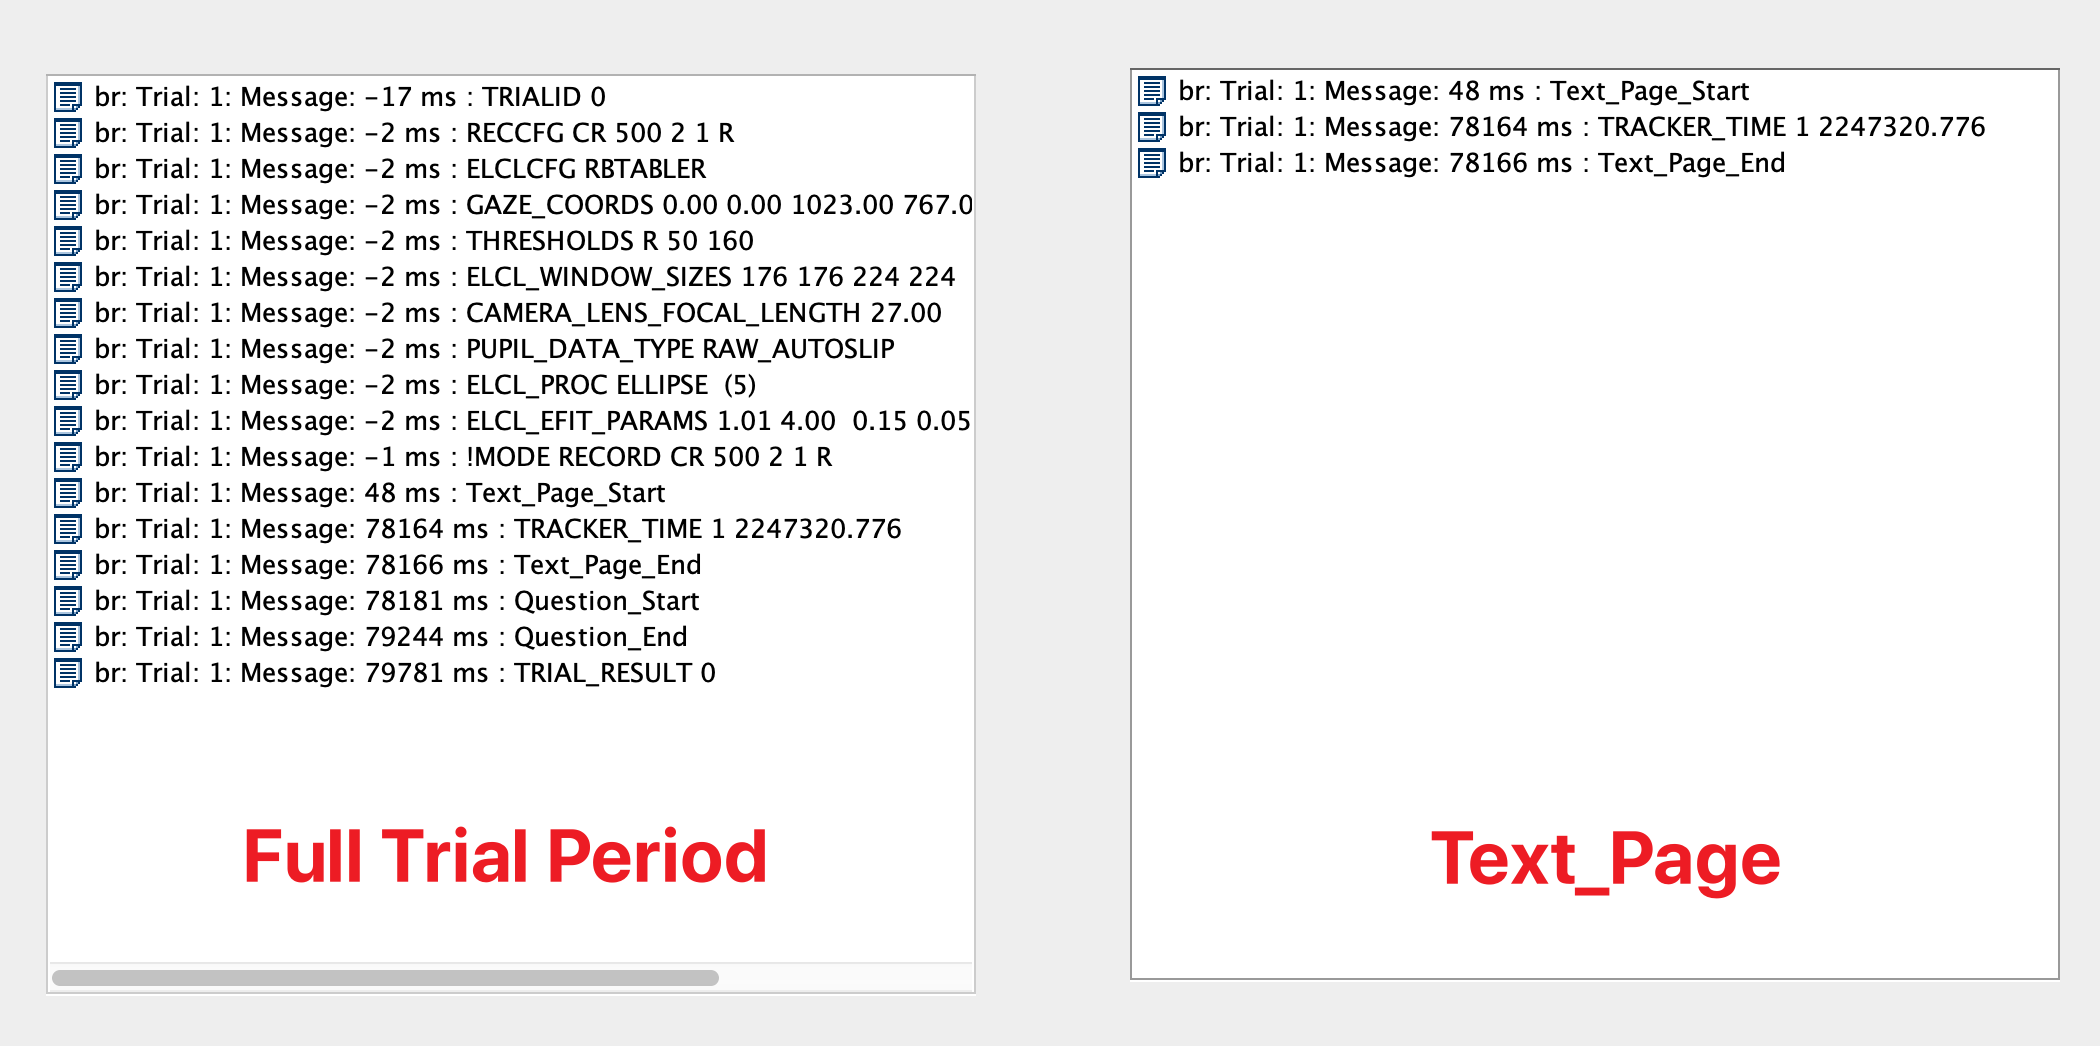 br: Trial: 1: Message: -17 ms : TRIALID 0
br: Trial: 1: Message: -2 ms : RECCFG CR 500 2 1 R
br: Trial: 1: Message: -2 ms : ELCLCFG RBTABLER
br: Trial: 1: Message: -2 ms : GAZE_COORDS 0.00 0.00 1023.00 767.0
br: Trial: 1: Message: -2 ms : THRESHOLDS R 50 160
br: Trial: 1: Message: -2 ms : ELCL_WINDOW_SIZES 176 176 224 224
br: Trial: 1: Message: -2 ms : CAMERA_LENS_FOCAL_LENGTH 27.00
br: Trial: 1: Message: -2 ms : PUPIL_DATA_TYPE RAW_AUTOSLIP
br: Trial: 1: Message: -2 ms : ELCL_PROC ELLIPSE  (5)
br: Trial: 1: Message: -2 ms : ELCL_EFIT_PARAMS 1.01 4.00  0.15 0.05
br: Trial: 1: Message: -1 ms : !MODE RECORD CR 500 2 1 R
br: Trial: 1: Message: 48 ms : Text_Page_Start
br: Trial: 1: Message: 78164 ms : TRACKER_TIME 1 2247320.776
br: Trial: 1: Message: 78166 ms : Text_Page_End
br: Trial: 1: Message: 78181 ms : Question_Start
br: Trial: 1: Message: 79244 ms : Question_End
br: Trial: 1: Message: 79781 ms : TRIAL_RESULT 0
Full Trial Period
br: Trial: 1: Message: 48 ms : Text_Page_Start
br: Trial: 1: Message: 78164 ms : TRACKER_TIME 1 2247320.776
br: Trial: 1: Message: 78166 ms : Text_Page_End
Text_Page